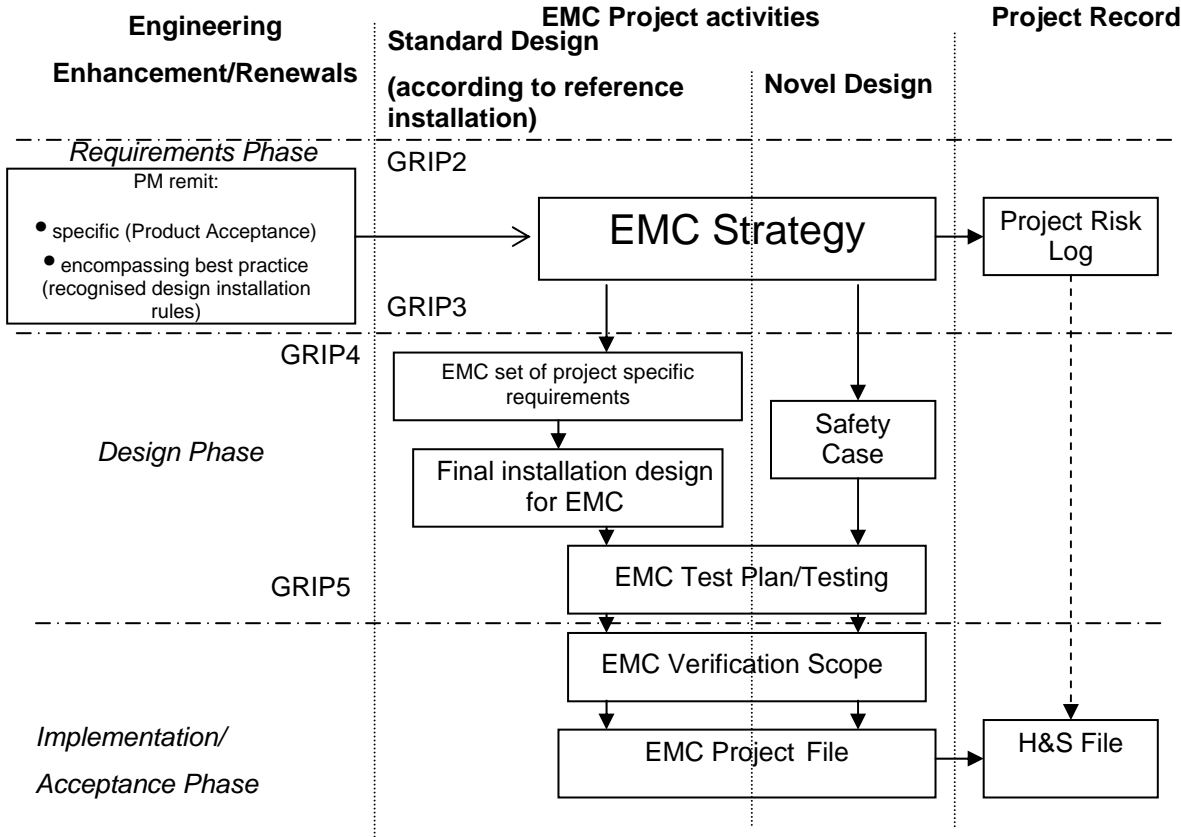 Engineering
Enhancement/Renewals
EMC Project activities
Standard Design
(according to reference
installation)
Novel Design
Project Record
Requirements Phase
PM remit:
• specific (Product Acceptance)
• encompassing best practice
(recognised design installation
rules)
GRIP2
EMC Strategy
Project Risk
Log
GRIP3
GRIP4
EMC set of project specific
requirements
Design Phase
Safety
Case
Final installation design
for EMC
EMC Test Plan/Testing
GRIP5
EMC Verification Scope
Implementation/
Acceptance Phase
EMC Project File
H&S File